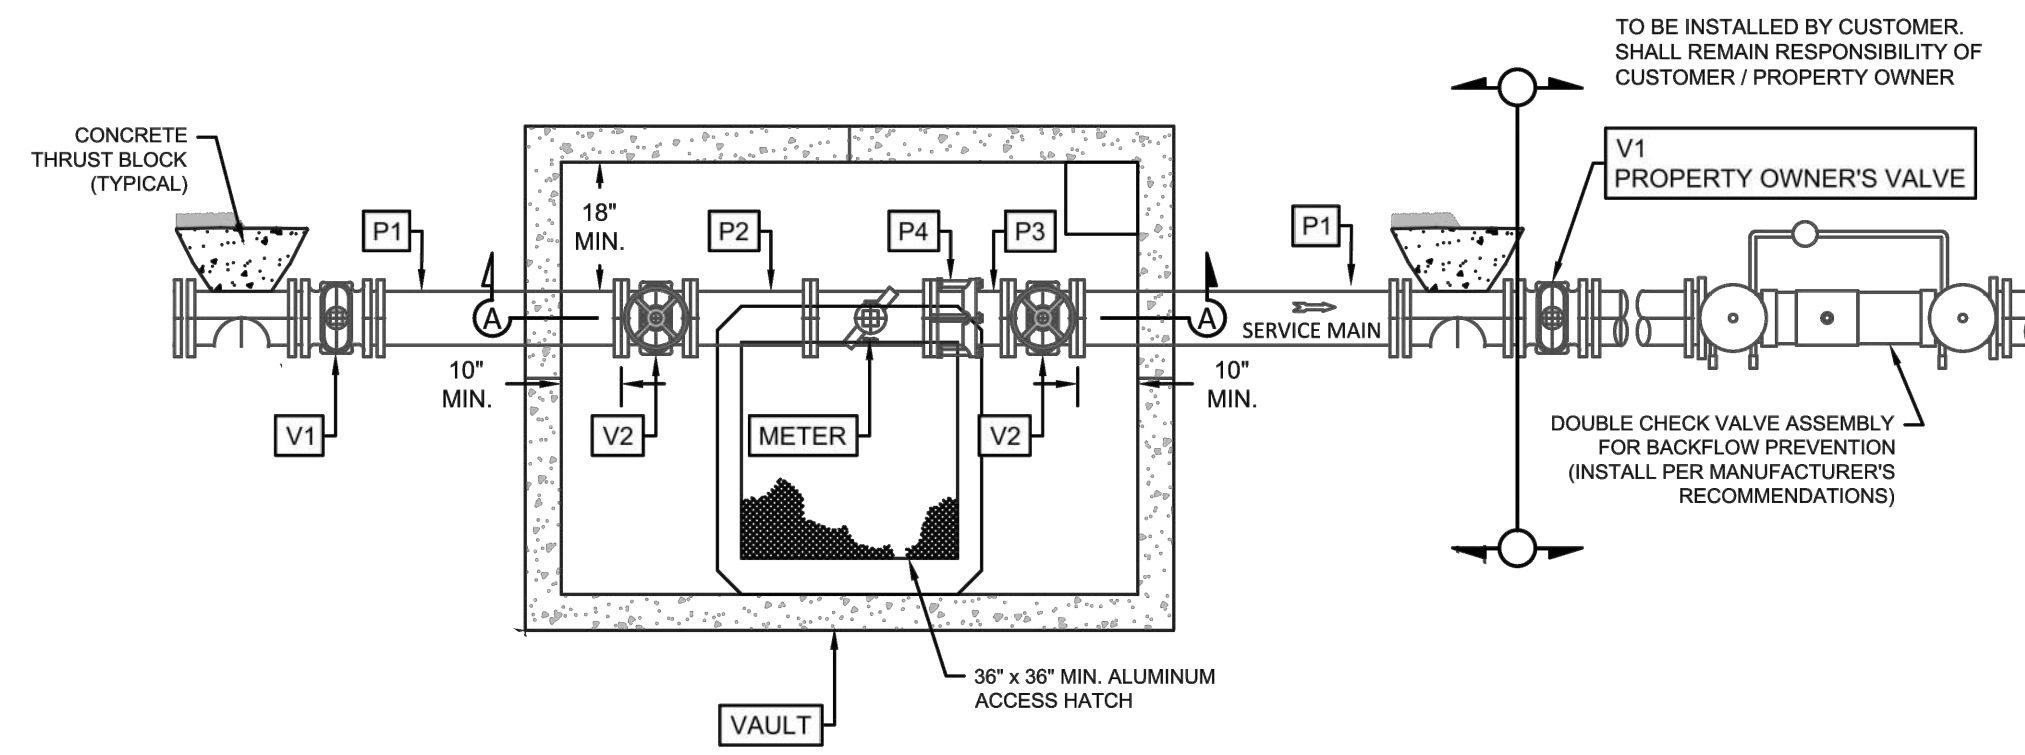 TO BE INSTALLED BY CUSTOMER.
SHALL REMAIN RESPONSIBILITY OF
CUSTOMER / PROPERTY OWNER
CONCRETE
THRUST BLOCK
(TYPICAL)
V1
PROPERTY OWNER'S VALVE
P1
18"
MIN.
P2
P4
P3
P1
A
A
SERVICE MAIN
10"
MIN.
10"
MIN.
V1
V2
METER
V2
DOUBLE CHECK VALVE ASSEMBLY
FOR BACKFLOW PREVENTION
(INSTALL PER MANUFACTURER'S
RECOMMENDATIONS)
36" x 36" MIN. ALUMINUM
ACCESS HATCH
VAULT